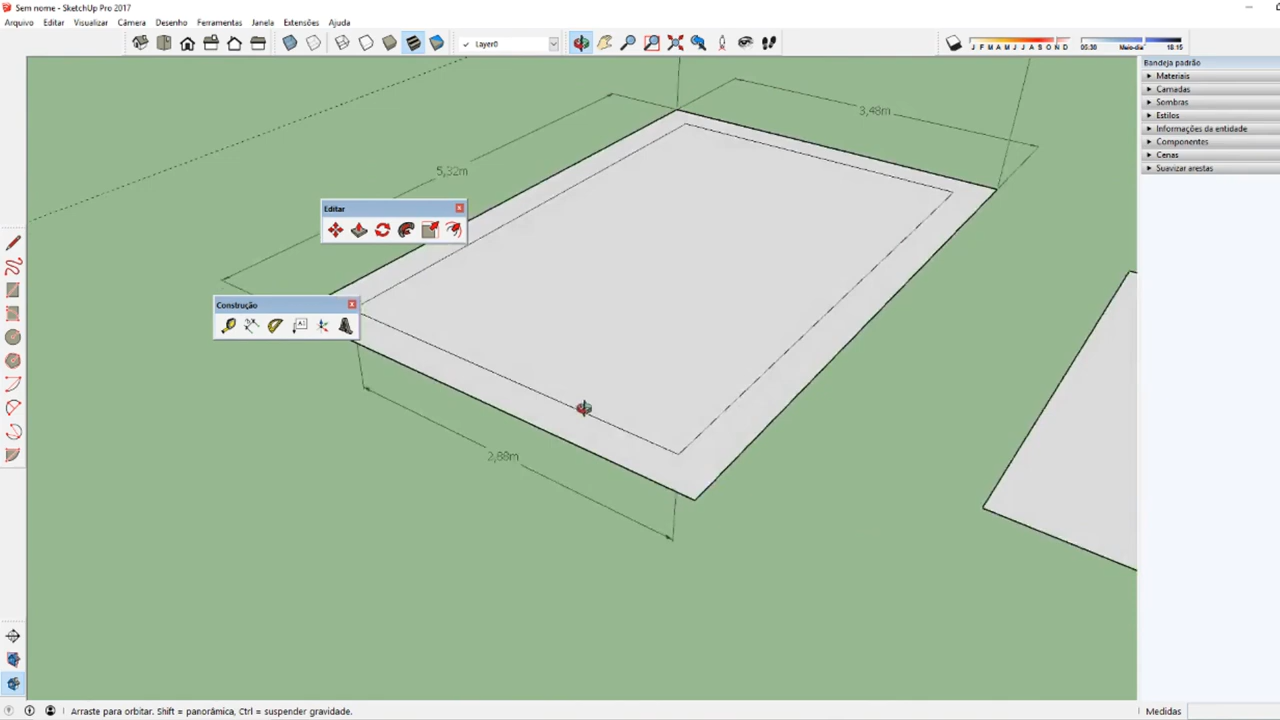 Sem nome - SketchUp Pro 2017
Arquivo Editar Visualizar Câmera Desenho Ferramentas Janela Extensões Ajuda
Layer0
J F M A M J J A S O N D
05:30 Meio-dia 18:15
Bandeja padrão
Materiais
Camadas
Sombras
Estilos
Informações da entidade
Componentes
Cenas
Suavizar arestas
3,48m
5,32m
Editar
Construção
A1
2,88m
Arraste para orbitar. Shift = panorâmica, Ctrl = suspender gravidade.
Medidas